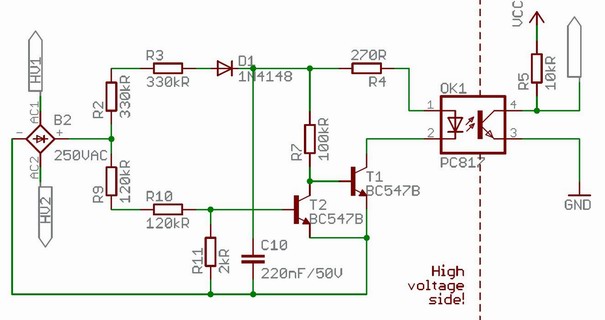 HV1
AC1
B2
-
+
250VAC
AC2
HV2
R2
330kR
R3
330kR
D1
1N4148
R9
120kR
R10
120kR
R11
2kR
C10
220nF/50V
R7
100kR
T2
BC547B
T1
BC547B
270R
R4
OK1
1
2
4
3
PC817
VCC
R5
10kR
GND
High
voltage
side!